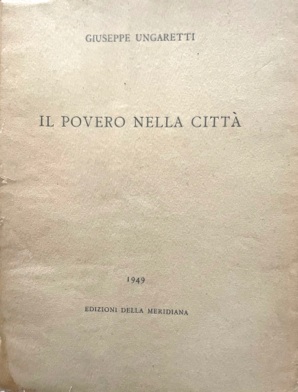 GIUSEPPE UNGARETTI
IL POVERO NELLA CITTÀ
1949
EDIZIONI DELLA MERIDIANA